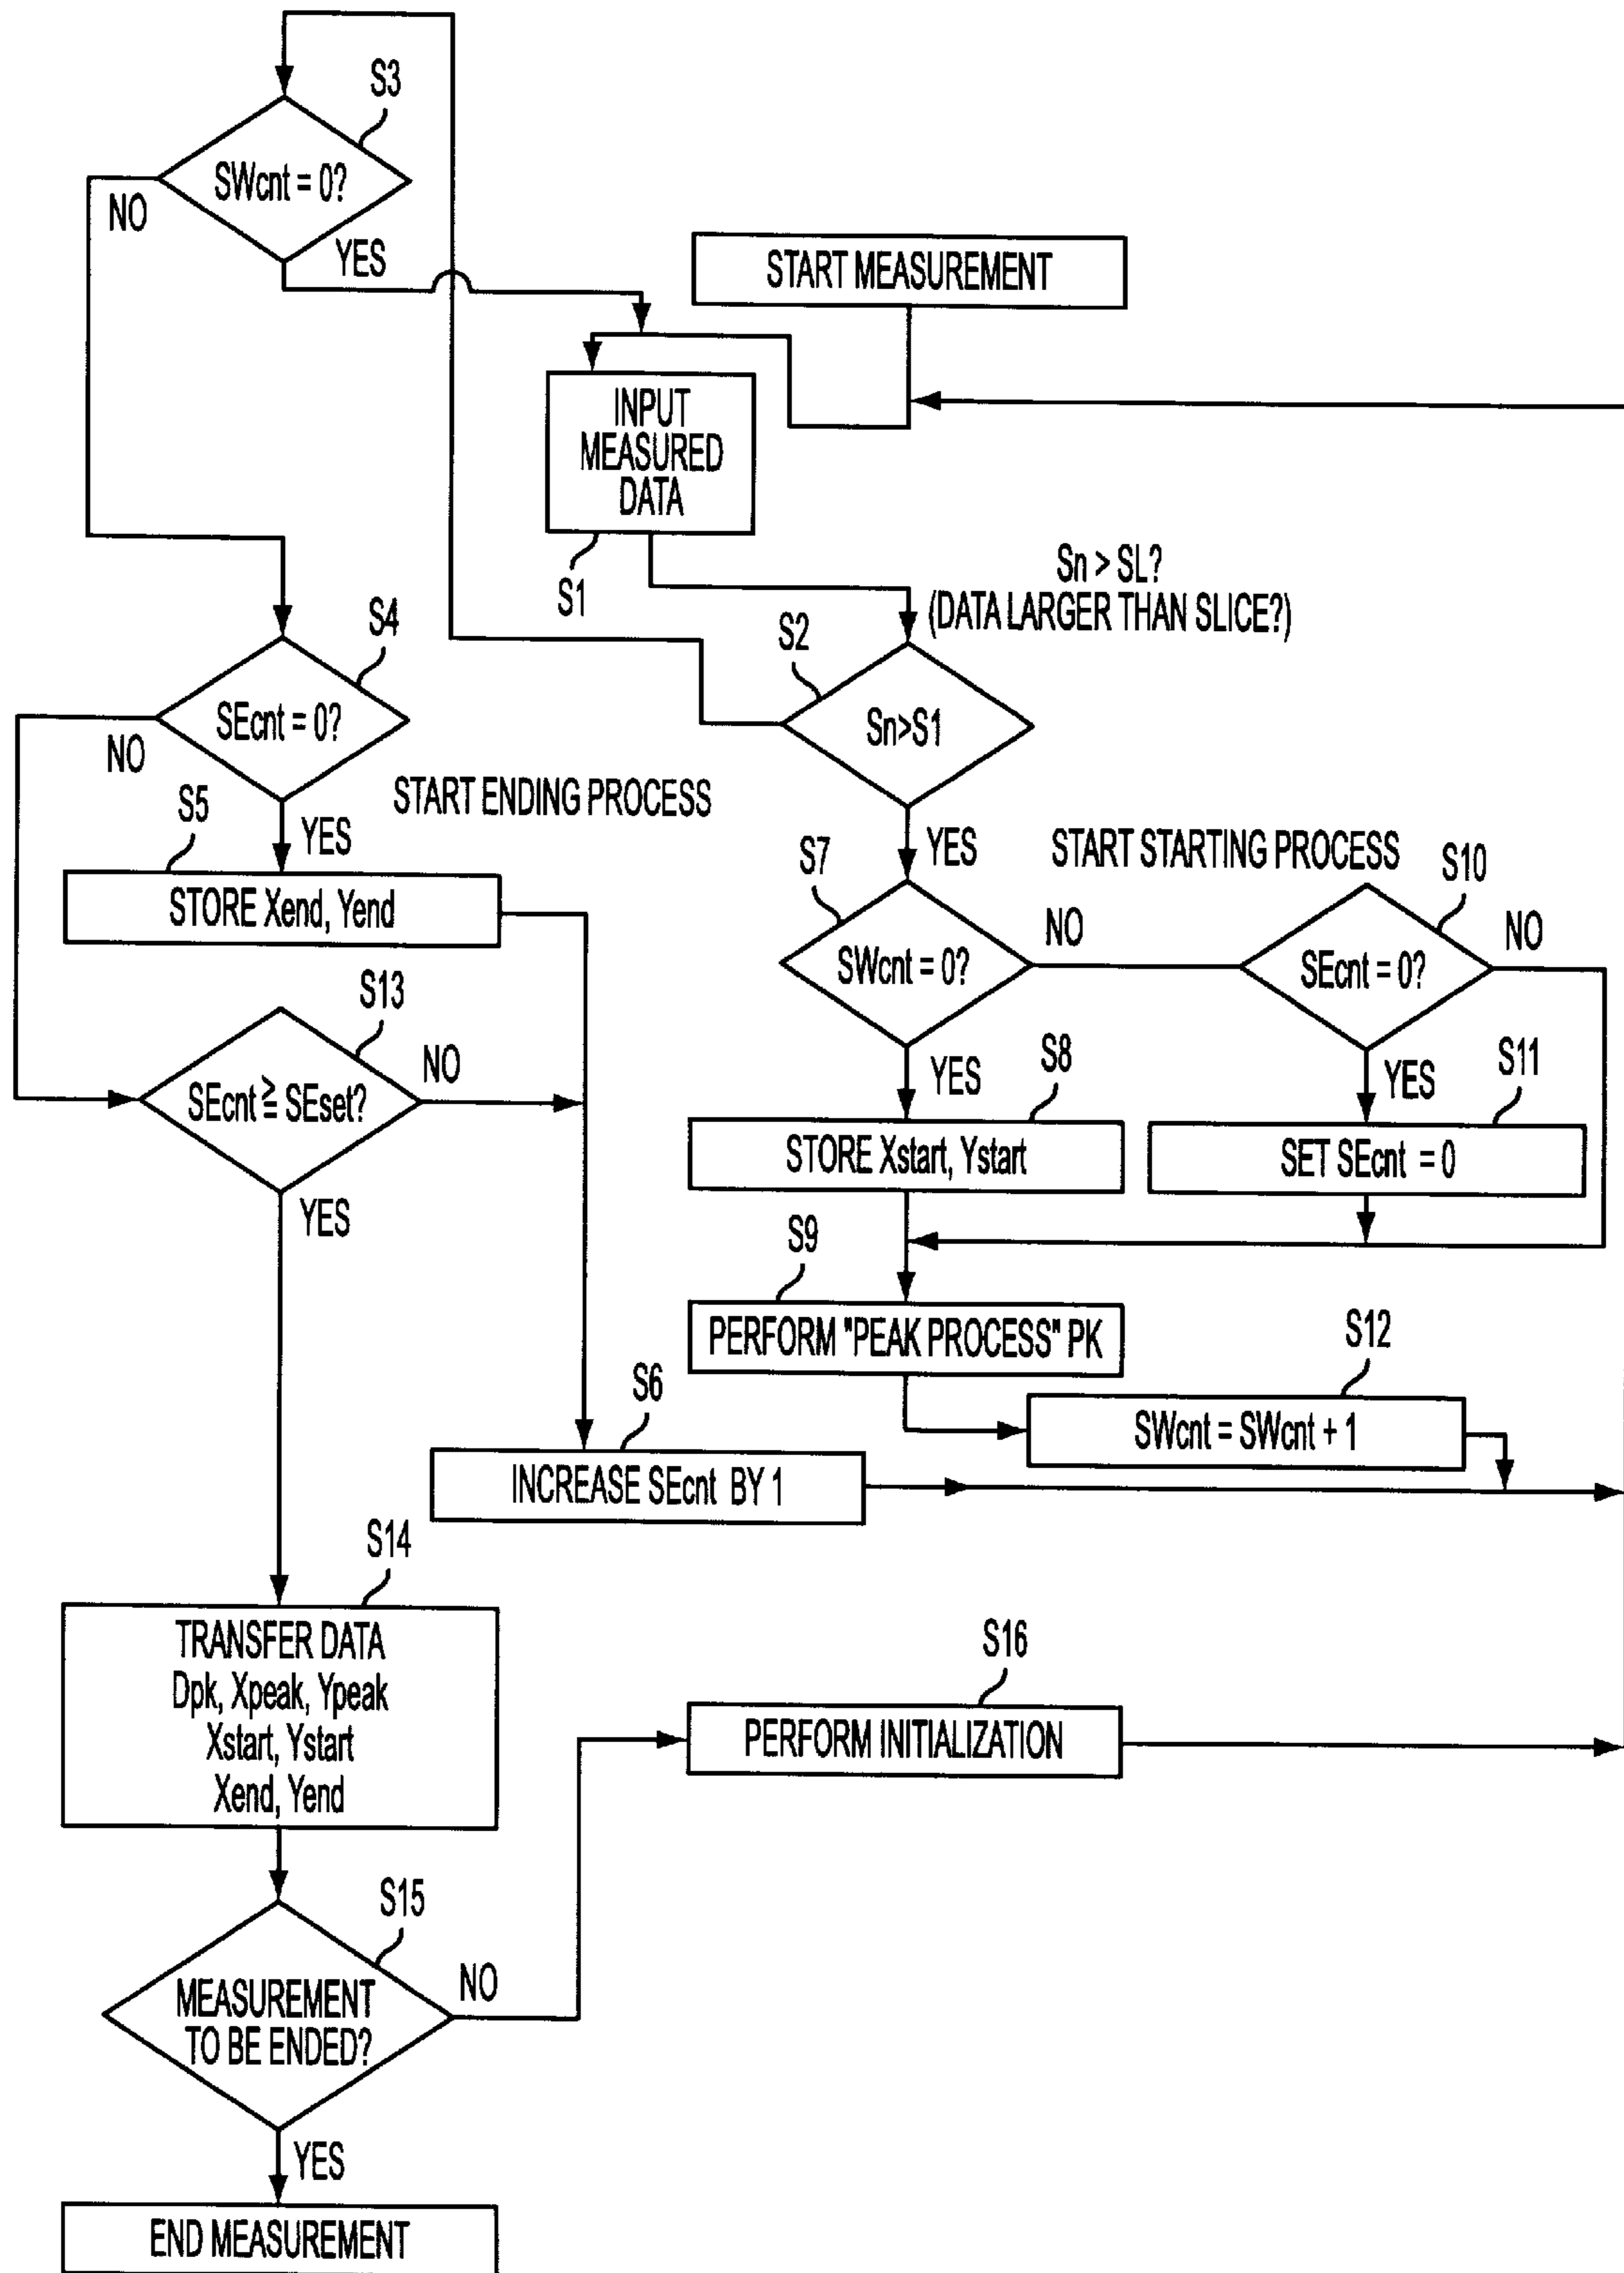 S3
SWcnt = 0?
NO
YES
START MEASUREMENT
INPUT
MEASURED
DATA
S1
Sn > SL?
(DATA LARGER THAN SLICE?)
S2
Sn>S1
S4
SEcnt = 0?
NO
YES
START ENDING PROCESS
S5
STORE Xend, Yend
YES
START STARTING PROCESS
S7
SWcnt = 0?
NO
S10
SEcnt = 0?
NO
S13
SEcnt ≧ SEset?
NO
YES
YES
S8
STORE Xstart, Ystart
YES
S11
SET SEcnt = 0
S9
PERFORM "PEAK PROCESS" PK
S12
SWcnt = SWcnt + 1
S6
INCREASE SEcnt BY 1
S14
TRANSFER DATA
Dpk, Xpeak, Ypeak
Xstart, Ystart
Xend, Yend
S16
PERFORM INITIALIZATION
S15
MEASUREMENT
TO BE ENDED?
NO
YES
END MEASUREMENT